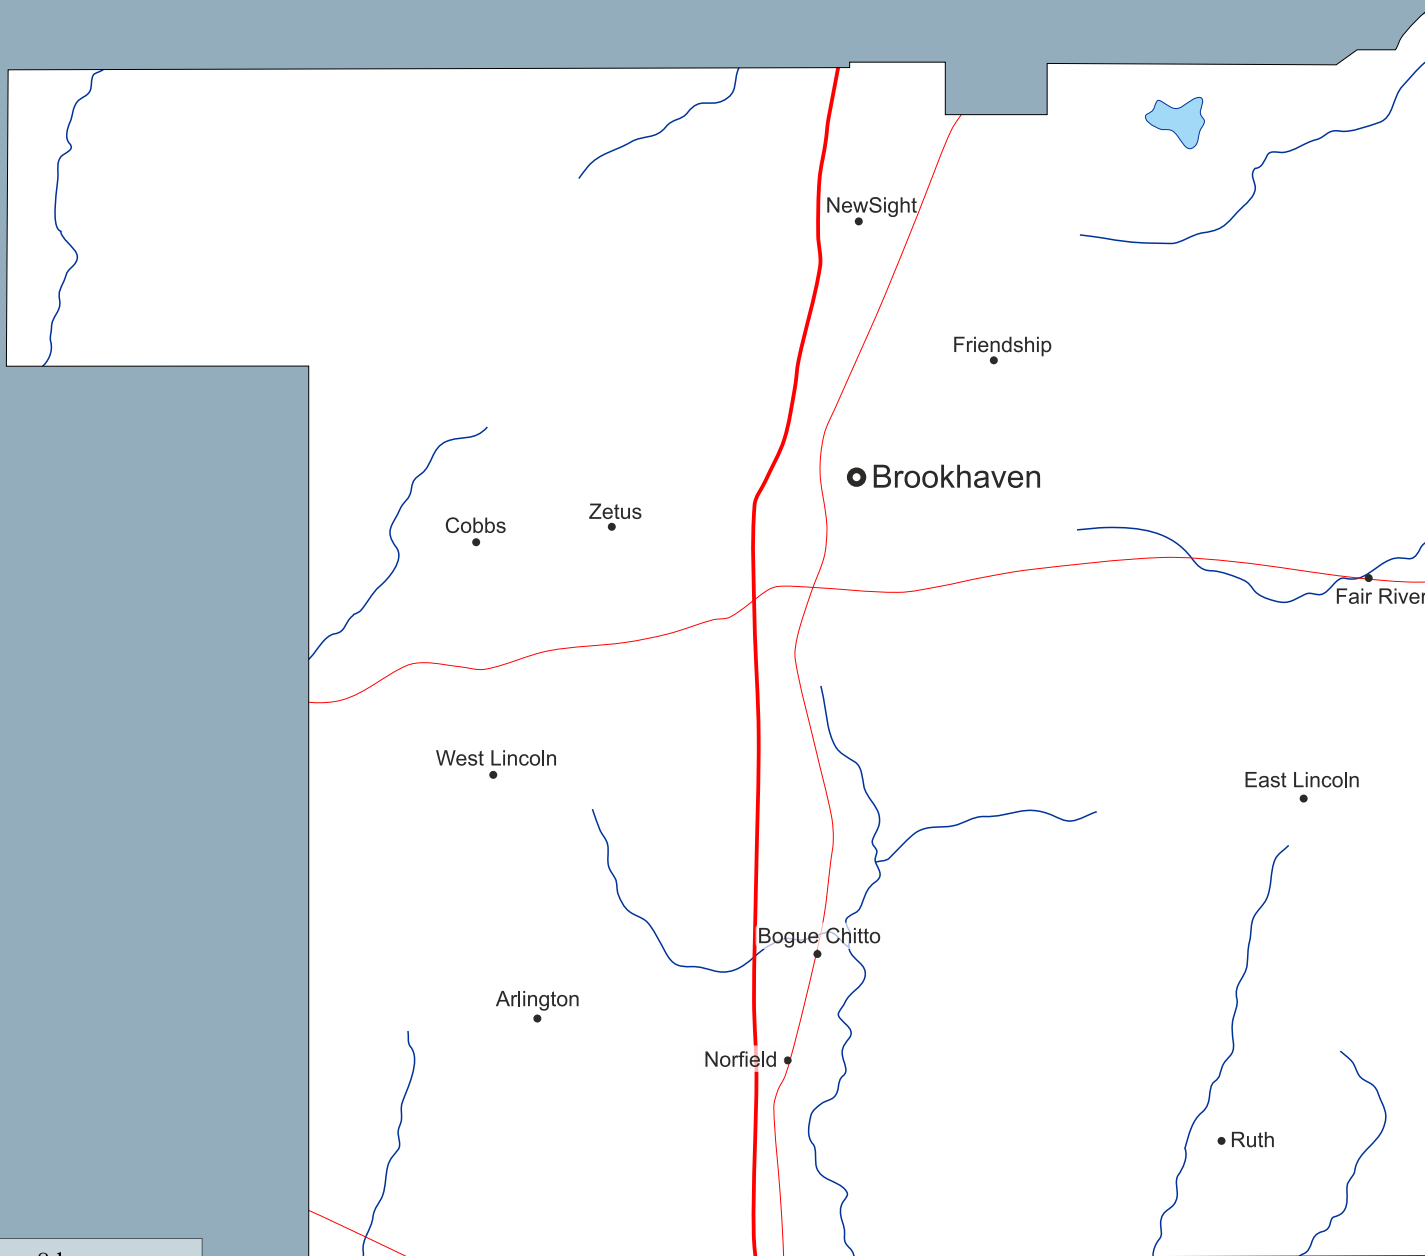 NewSight
Friendship
Brookhaven
Zetus
Cobbs
Fair River
West Lincoln
East Lincoln
Bogue Chitto
Arlington
Norfield
Ruth